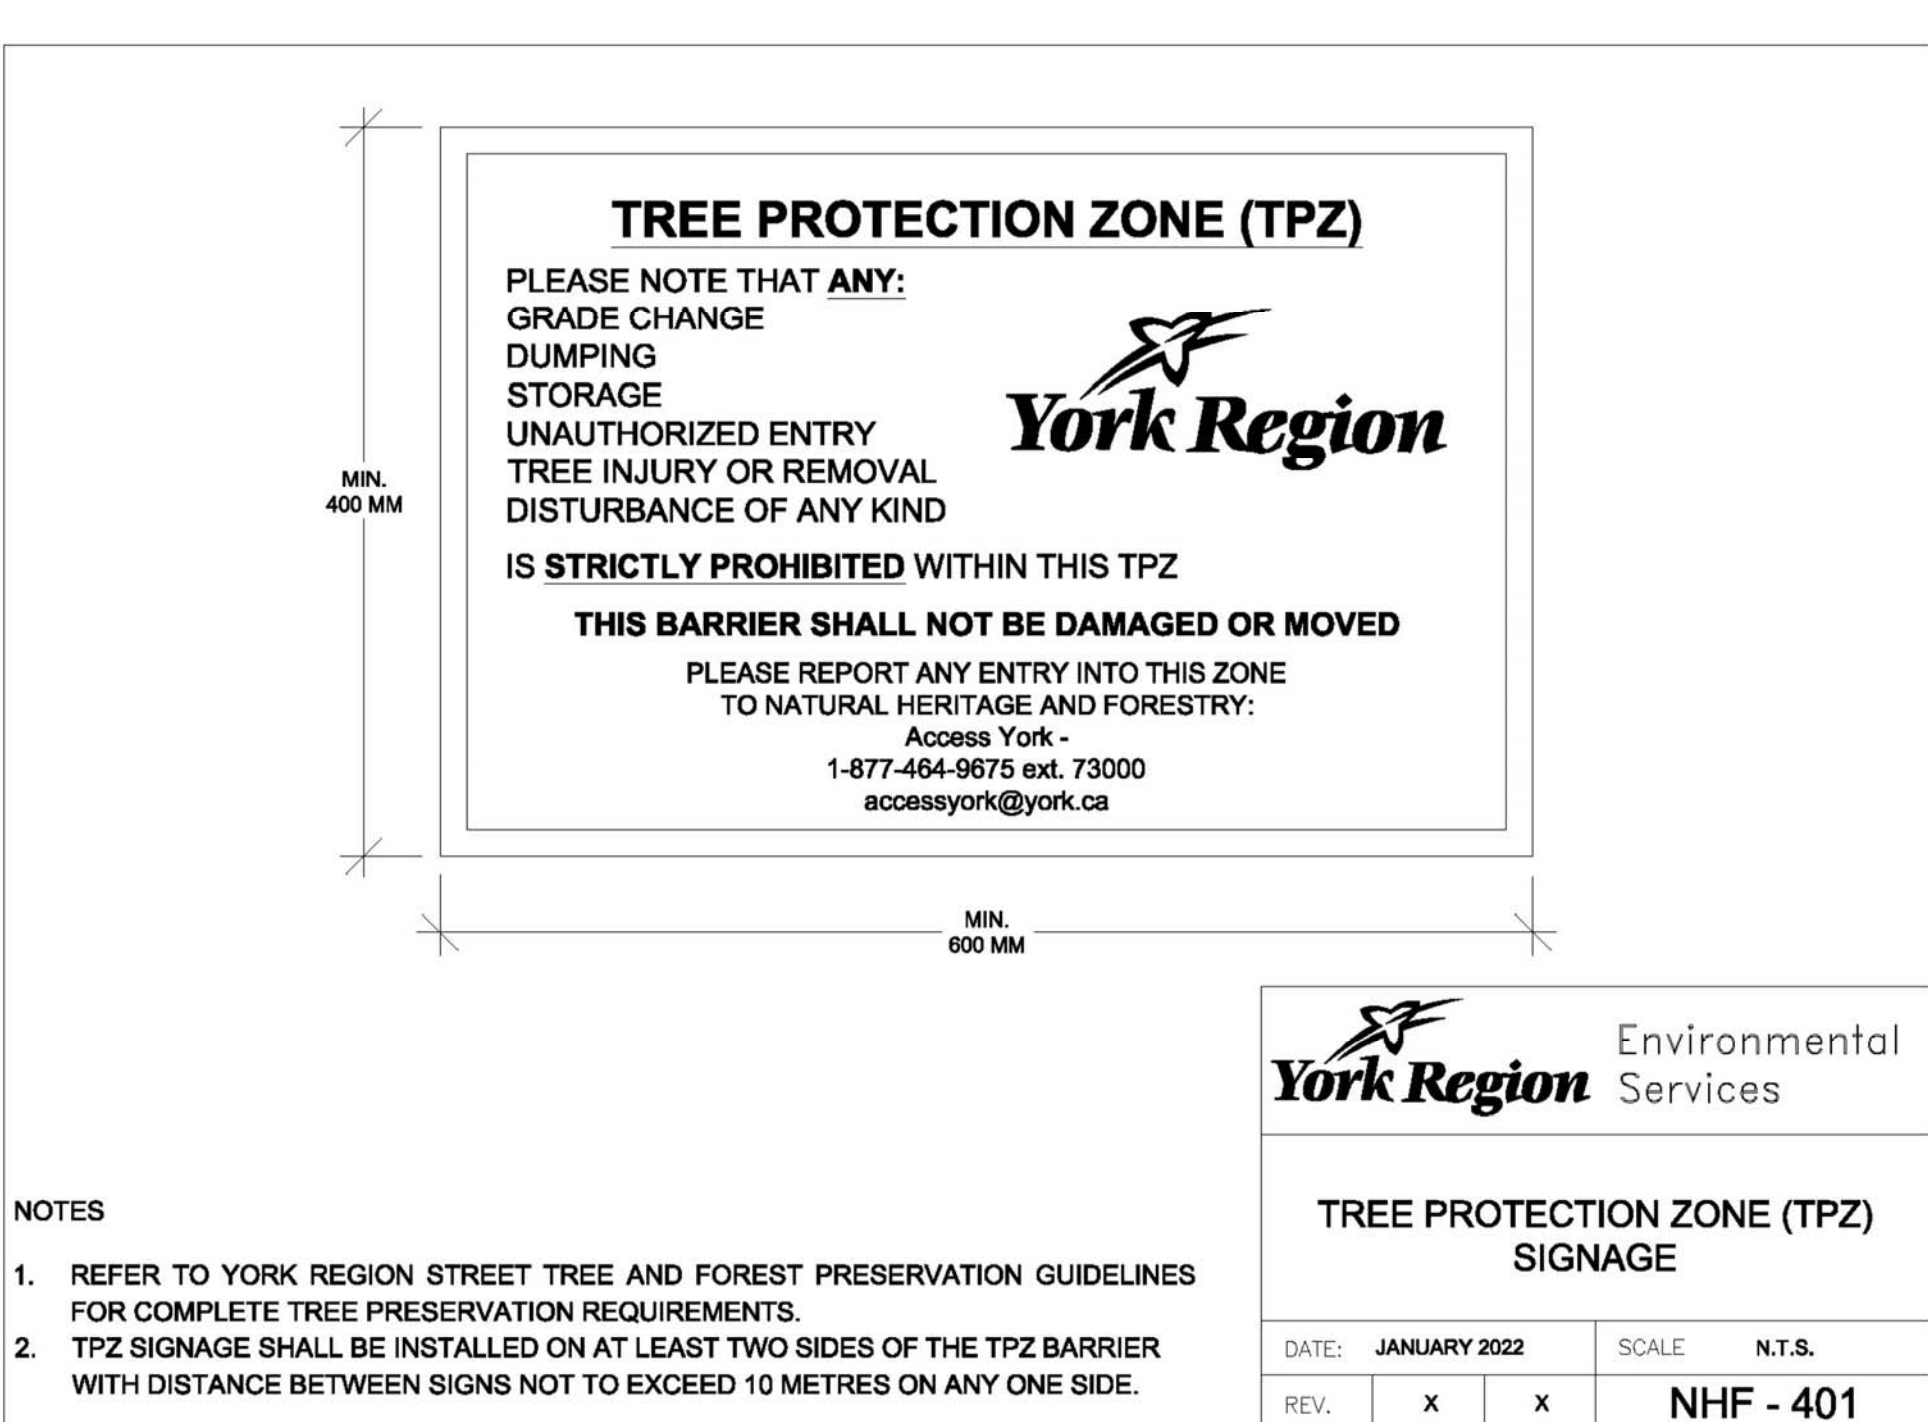 TREE PROTECTION ZONE (TPZ)
PLEASE NOTE THAT ANY:
GRADE CHANGE
DUMPING
STORAGE
UNAUTHORIZED ENTRY
TREE INJURY OR REMOVAL
DISTURBANCE OF ANY KIND
York Region
IS STRICTLY PROHIBITED WITHIN THIS TPZ
THIS BARRIER SHALL NOT BE DAMAGED OR MOVED
PLEASE REPORT ANY ENTRY INTO THIS ZONE
TO NATURAL HERITAGE AND FORESTRY:
Access York -
1-877-464-9675 ext. 73000
accessyork@york.ca
MIN.
400 MM
MIN.
600 MM
NOTES
1. REFER TO YORK REGION STREET TREE AND FOREST PRESERVATION GUIDELINES
FOR COMPLETE TREE PRESERVATION REQUIREMENTS.
2. TPZ SIGNAGE SHALL BE INSTALLED ON AT LEAST TWO SIDES OF THE TPZ BARRIER
WITH DISTANCE BETWEEN SIGNS NOT TO EXCEED 10 METRES ON ANY ONE SIDE.
York Region
Environmental
Services
TREE PROTECTION ZONE (TPZ)
SIGNAGE
DATE: JANUARY 2022
SCALE N.T.S.
REV. X X
NHF - 401